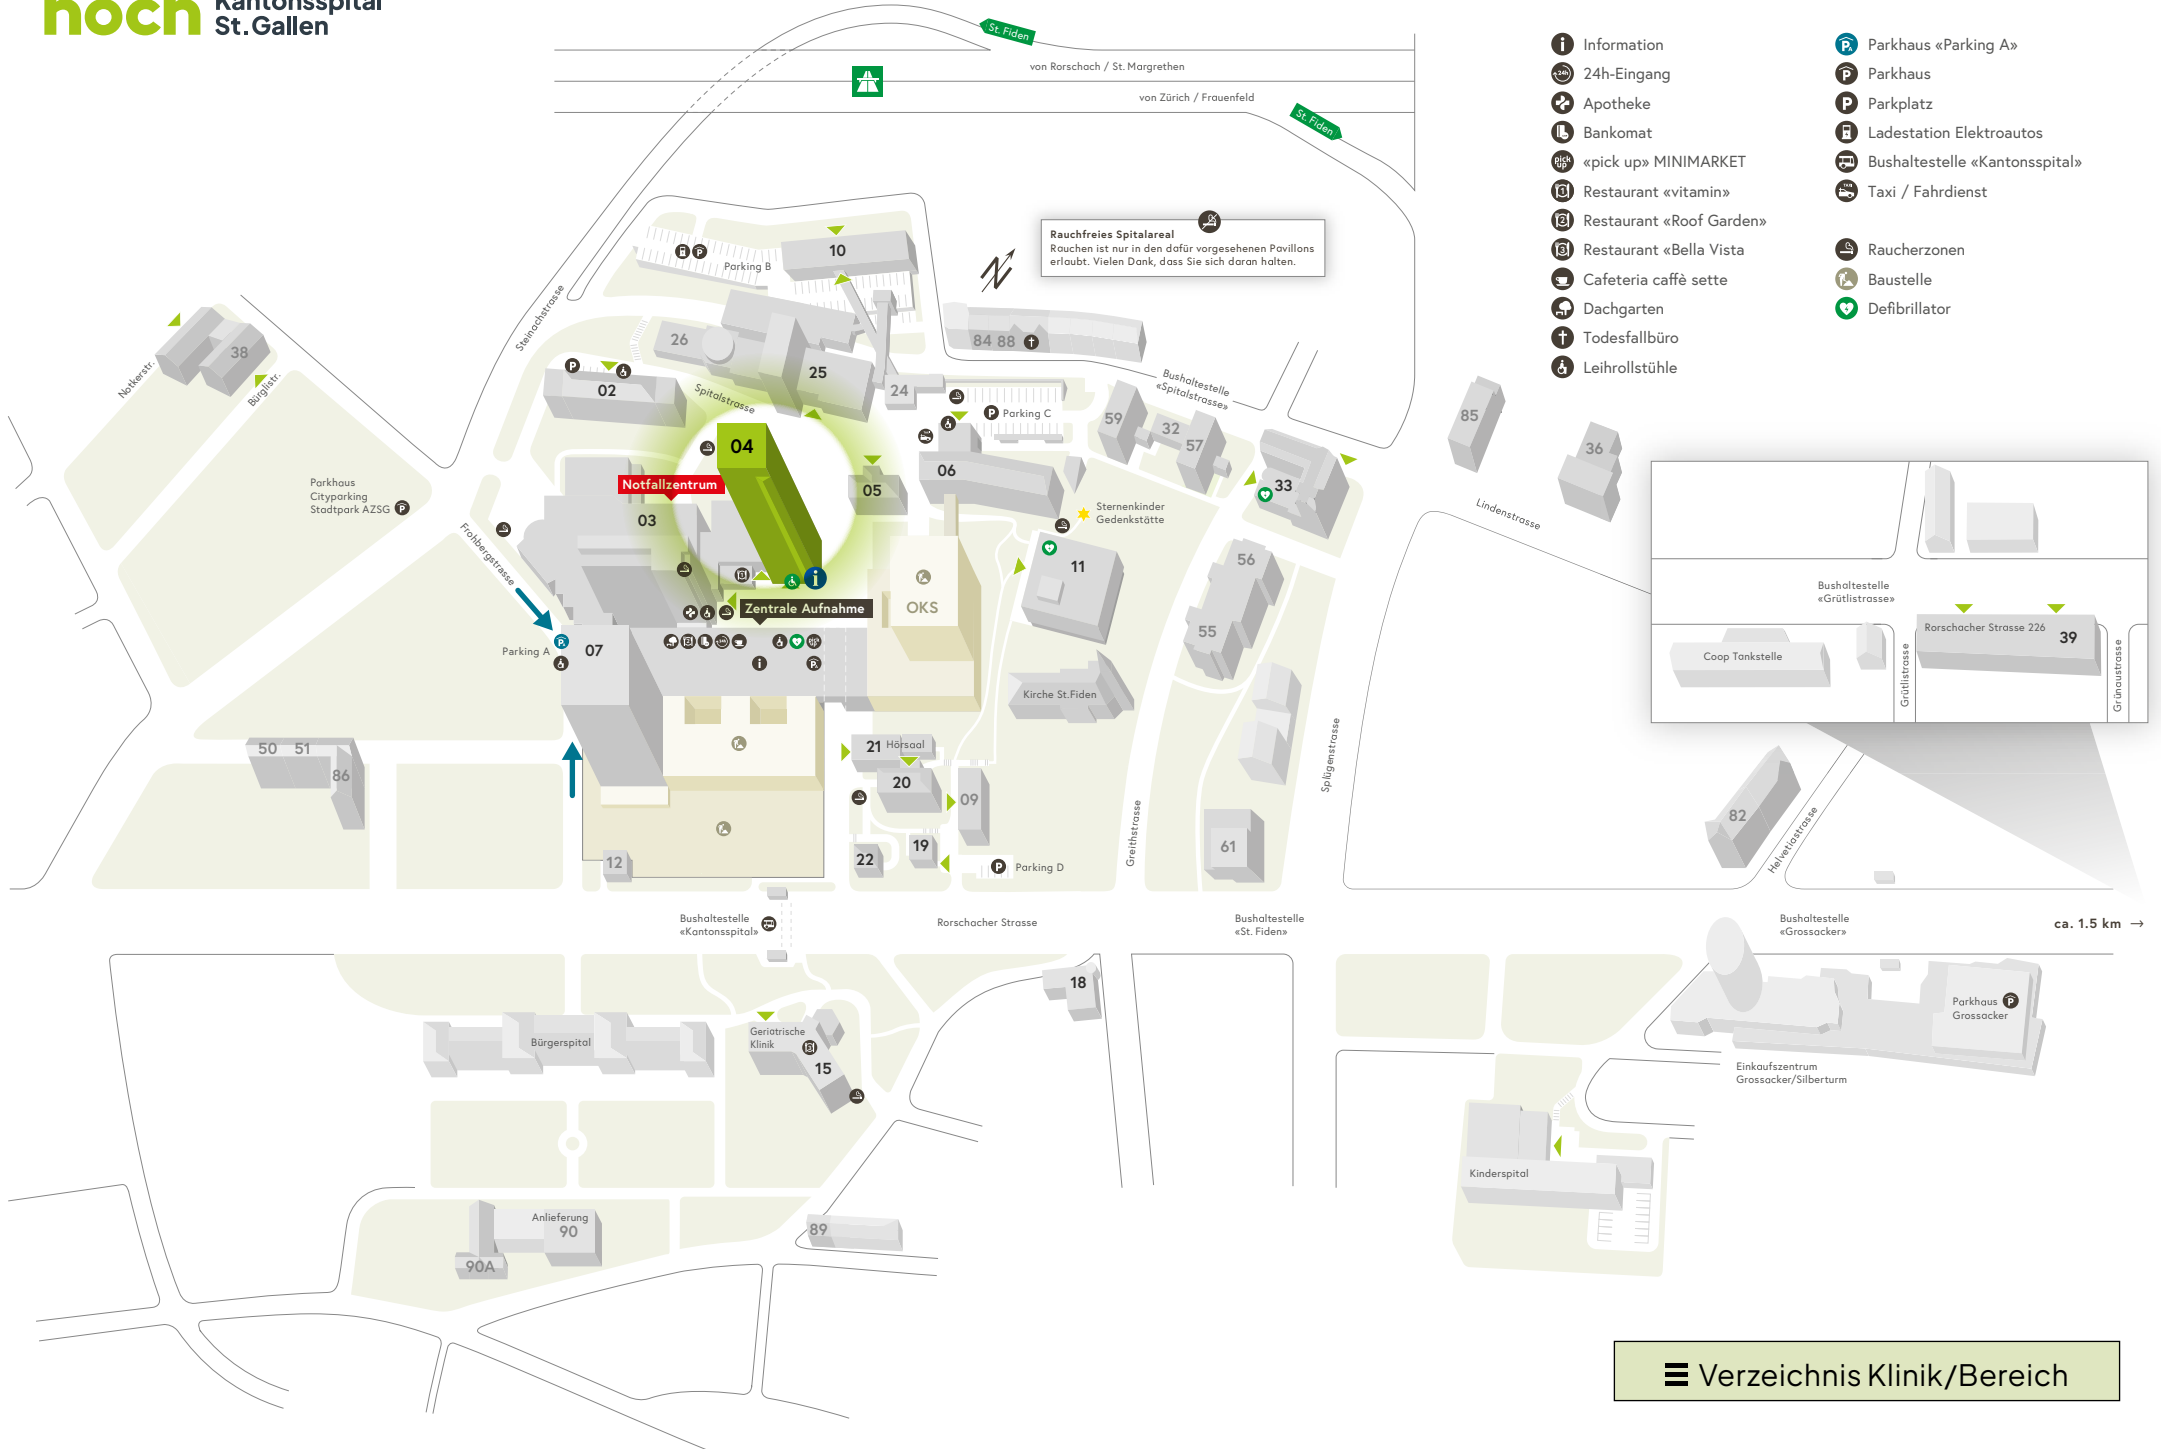 noch Kantonsspital
St.Gallen
St. Fiden
von Rorschach / St. Margrethen
von Zürich / Frauenfeld
St. Fiden
Information
24h-Eingang
Apotheke
Bankomat
«pick up» MINIMARKET
Restaurant «vitamin»
Restaurant «Roof Garden»
Restaurant «Bella Vista
Cafeteria caffè sette
Dachgarten
Todesfallbüro
Leihrollstühle
Parkhaus «Parking A»
Parkhaus
Parkplatz
Ladestation Elektroautos
Bushaltestelle «Kantonsspital»
Taxi / Fahrdienst
Raucherzonen
Baustelle
Defibrillator
Rauchfreies Spitalareal
Rauchen ist nur in den dafür vorgesehenen Pavillons
erlaubt. Vielen Dank, dass Sie sich daran halten.
N
10
Parking B
Steinachstrasse
26
84 88
38
Notkerstr.
Bürglistr.
02
25
24
Spitalstrasse
Bushaltestelle
«Spitalstrasse»
Parking C
59
32
57
85
36
04
06
05
33
Notfallzentrum
03
Parkhaus
Cityparking
Stadtpark AZSG
Frohbergstrasse
Sternenkinder
Gedenkstätte
Lindenstrasse
11
56
55
OKS
Zentrale Aufnahme
Parking A
07
Kirche St.Fiden
Bushaltestelle
«Grütlistrasse»
Rorschacher Strasse 226
39
Coop Tankstelle
Grütlistrasse
Grünaustrasse
50 51
86
21 Hörsaal
20
09
Splügenstrasse
Greithstrasse
82
Helvetiastrasse
12
22
19
61
Parking D
Bushaltestelle
«Kantonsspital»
Rorschacher Strasse
Bushaltestelle
«St. Fiden»
Bushaltestelle
«Grossacker»
ca. 1.5 km →
18
Bürgerspital
Geriatrische
Klinik
15
Parkhaus
Grossacker
Einkaufszentrum
Grossacker/Silberturm
Kinderspital
Anlieferung
90
90A
89
Verzeichnis Klinik/Bereich